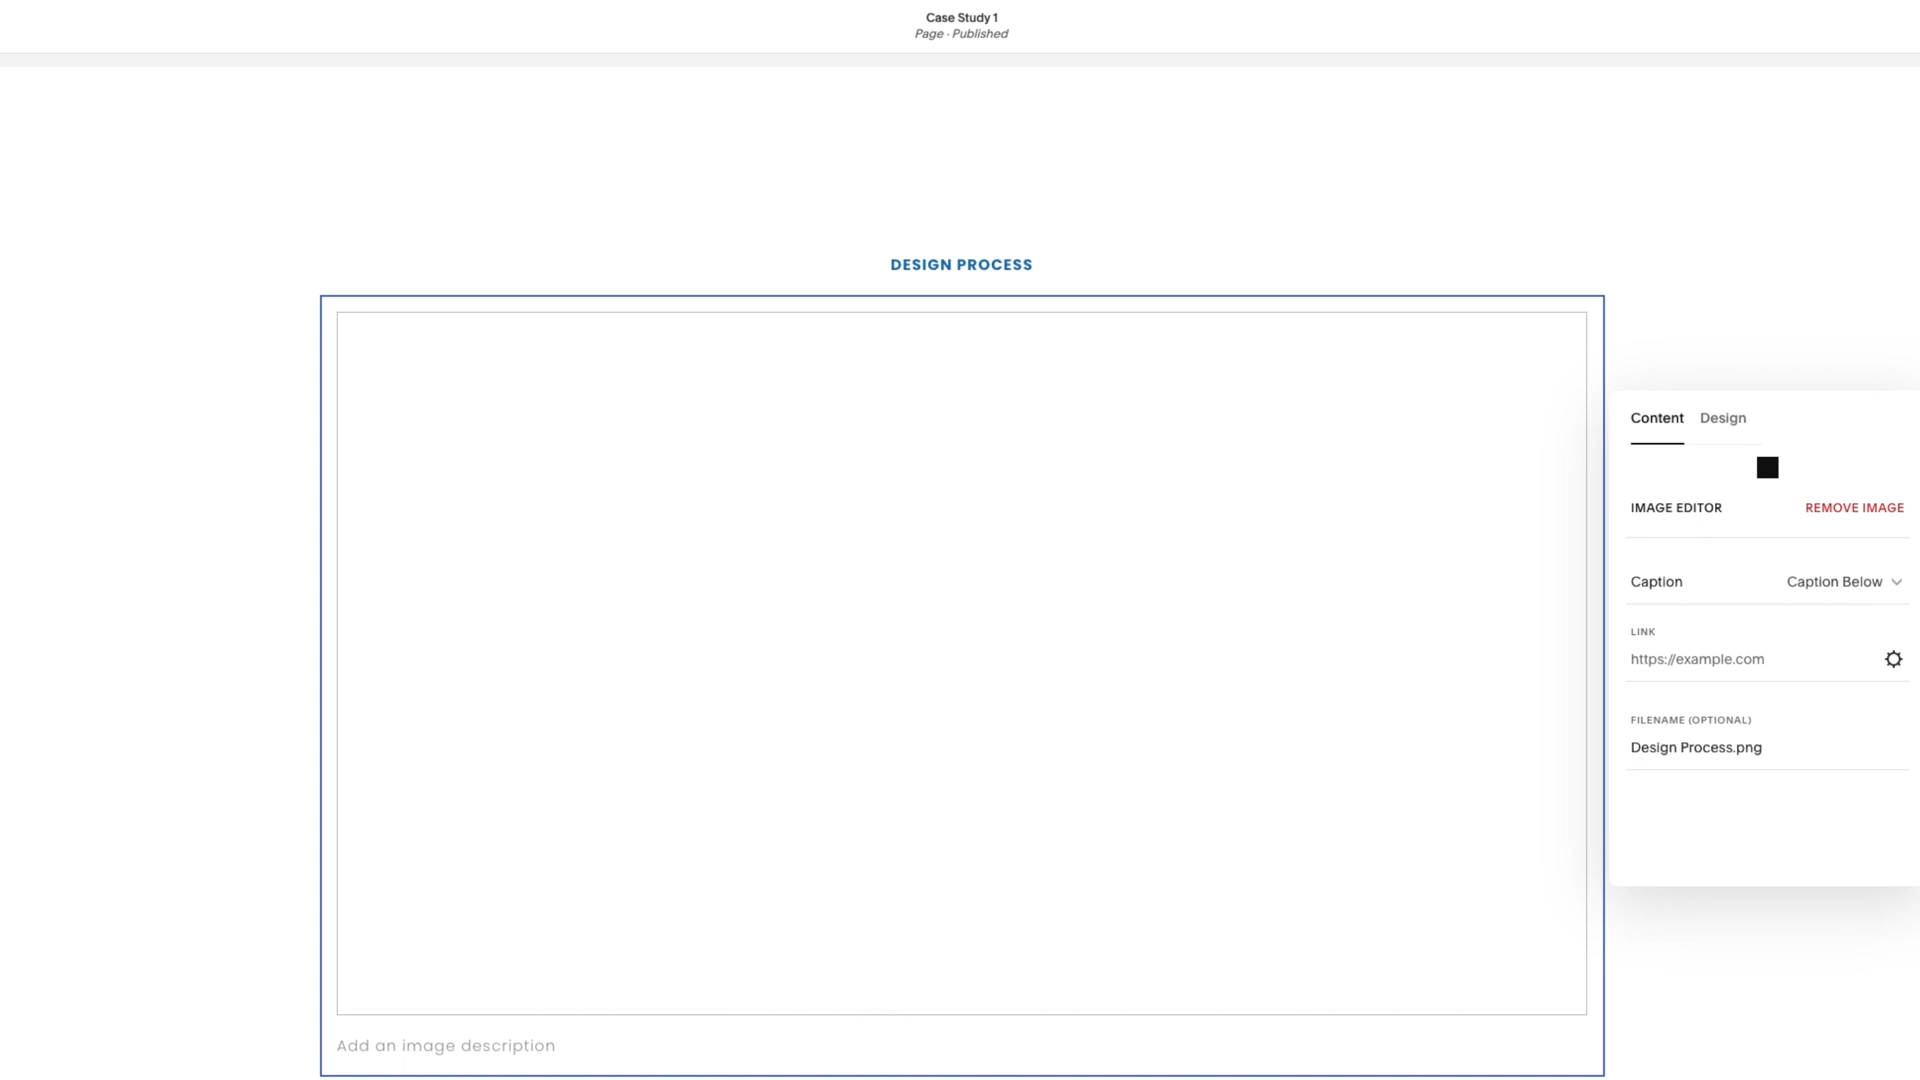 Case Study 1
Page · Published
DESIGN PROCESS
Content Design
IMAGE EDITOR REMOVE IMAGE
Caption Caption Below
LINK
https://example.com
FILENAME (OPTIONAL)
Design Process.png
Add an image description